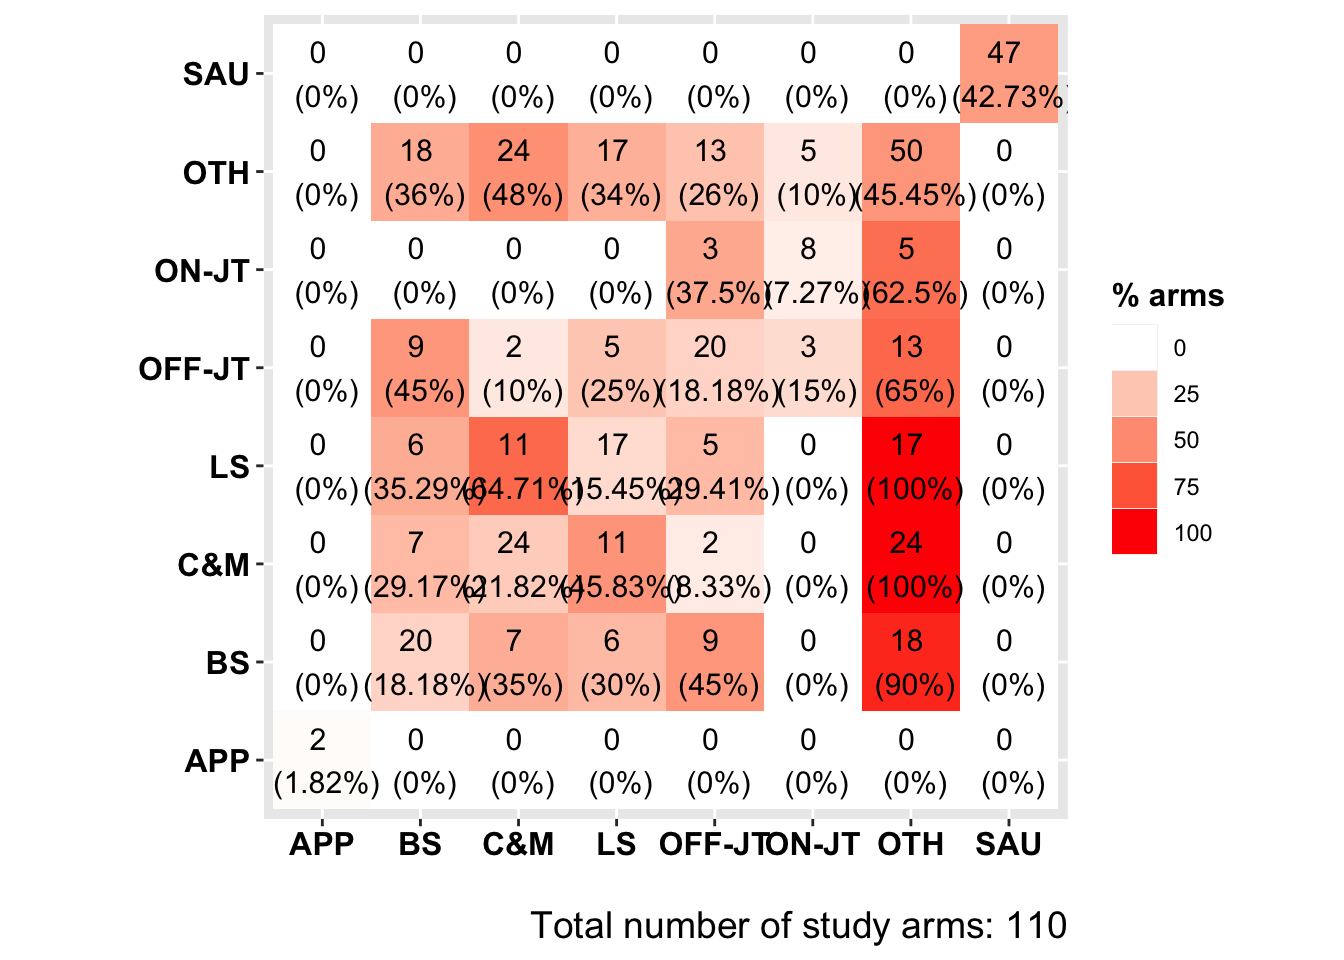 SAU 0 0 0 0 0 0 0 47
(0%) (0%) (0%) (0%) (0%) (0%) (0%) (42.73%)
OTH 0 18 24 17 13 5 50 0
(0%) (36%) (48%) (34%) (26%) (10%) (45.45%) (0%)
ON-JT 0 0 0 0 3 8 5 0
(0%) (0%) (0%) (0%) (37.5%) (7.27%) (62.5%) (0%)
OFF-JT 0 9 2 5 20 3 13 0
(0%) (45%) (10%) (25%) (18.18%) (15%) (65%) (0%)
LS 0 6 11 17 5 0 17 0
(0%) (35.29%) (64.71%) (15.45%) (29.41%) (0%) (100%) (0%)
C&M 0 7 24 11 2 0 24 0
(0%) (29.17%) (21.82%) (45.83%) (8.33%) (0%) (100%) (0%)
BS 0 20 7 6 9 0 18 0
(0%) (18.18%) (35%) (30%) (45%) (0%) (90%) (0%)
APP 2 0 0 0 0 0 0 0
(1.82%) (0%) (0%) (0%) (0%) (0%) (0%) (0%)
APP BS C&M LS OFF-JT ON-JT OTH SAU
% arms
0
25
50
75
100
Total number of study arms: 110